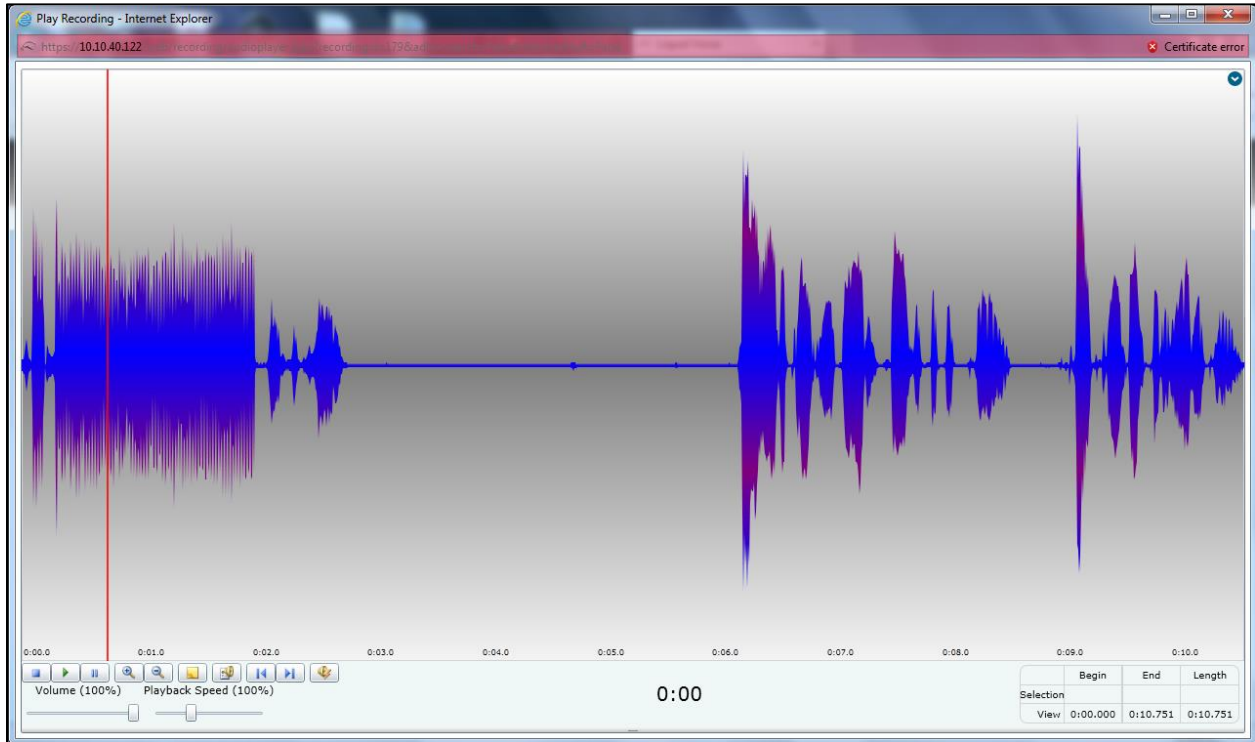 Play Recording - Internet Explorer
https://10.10.40.122
Certificate error
0:00.0 0:01.0 0:02.0 0:03.0 0:04.0 0:05.0 0:06.0 0:07.0 0:08.0 0:09.0 0:10.0
Volume (100%) Playback Speed (100%)
0:00
Begin End Length
Selection
View 0:00.000 0:10.751 0:10.751